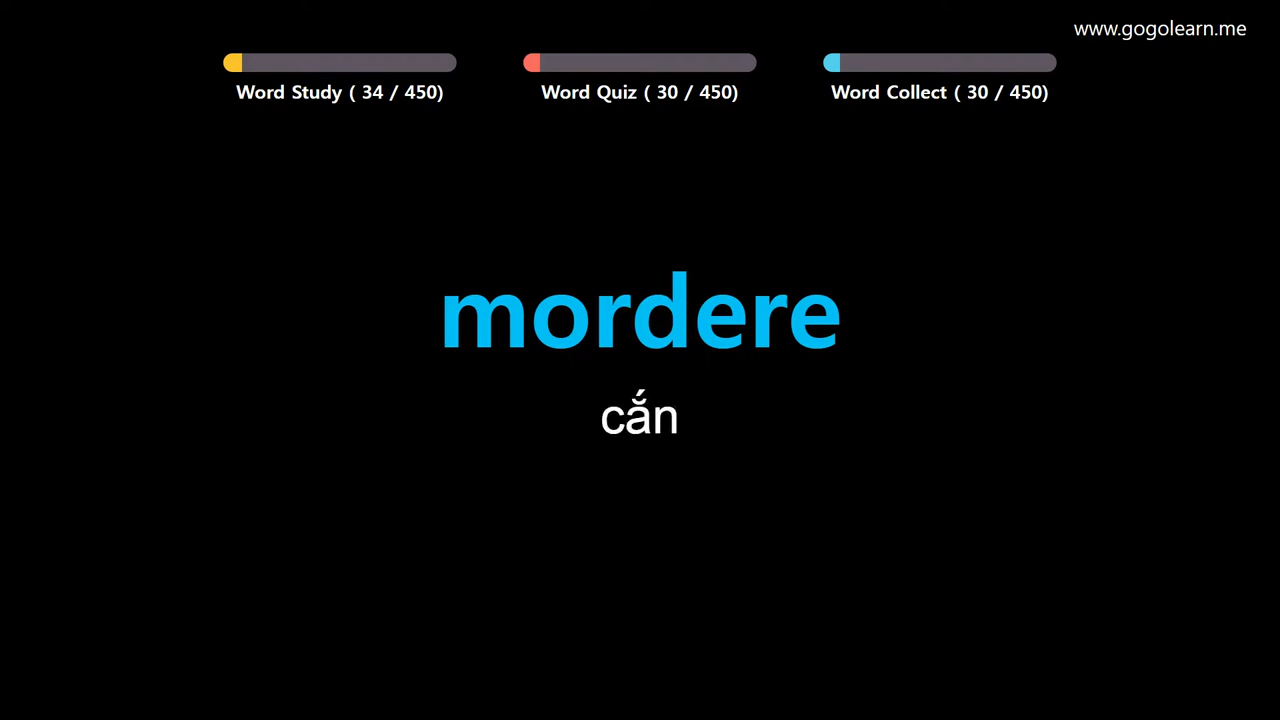 www.gogolearn.me
Word Study ( 34 / 450)
Word Quiz ( 30 / 450)
Word Collect ( 30 / 450)
mordere
cắn